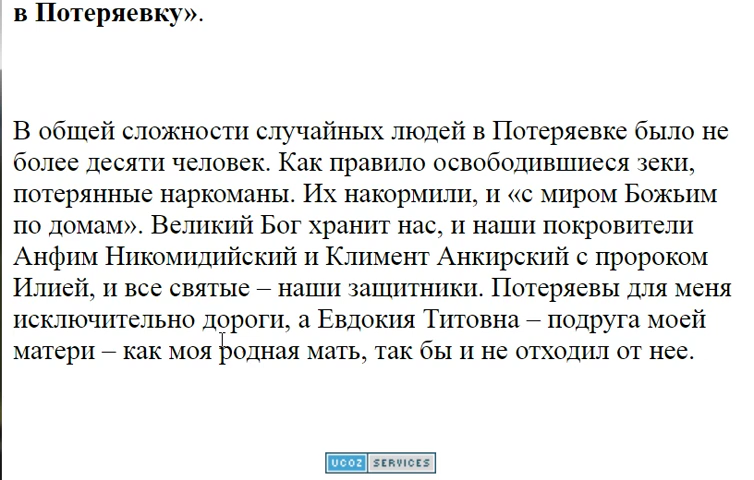 в Потеряевку».
В общей сложности случайных людей в Потеряевке было не
более десяти человек. Как правило освободившиеся зеки,
потерянные наркоманы. Их накормили, и «с миром Божьим
по домам». Великий Бог хранит нас, и наши покровители
Анфим Никомидийский и Климент Анкирский с пророком
Илией, и все святые – наши защитники. Потеряевы для меня
исключительно дороги, а Евдокия Титовна – подруга моей
матери – как моя родная мать, так бы и не отходил от нее.
UCOZ SERVICES